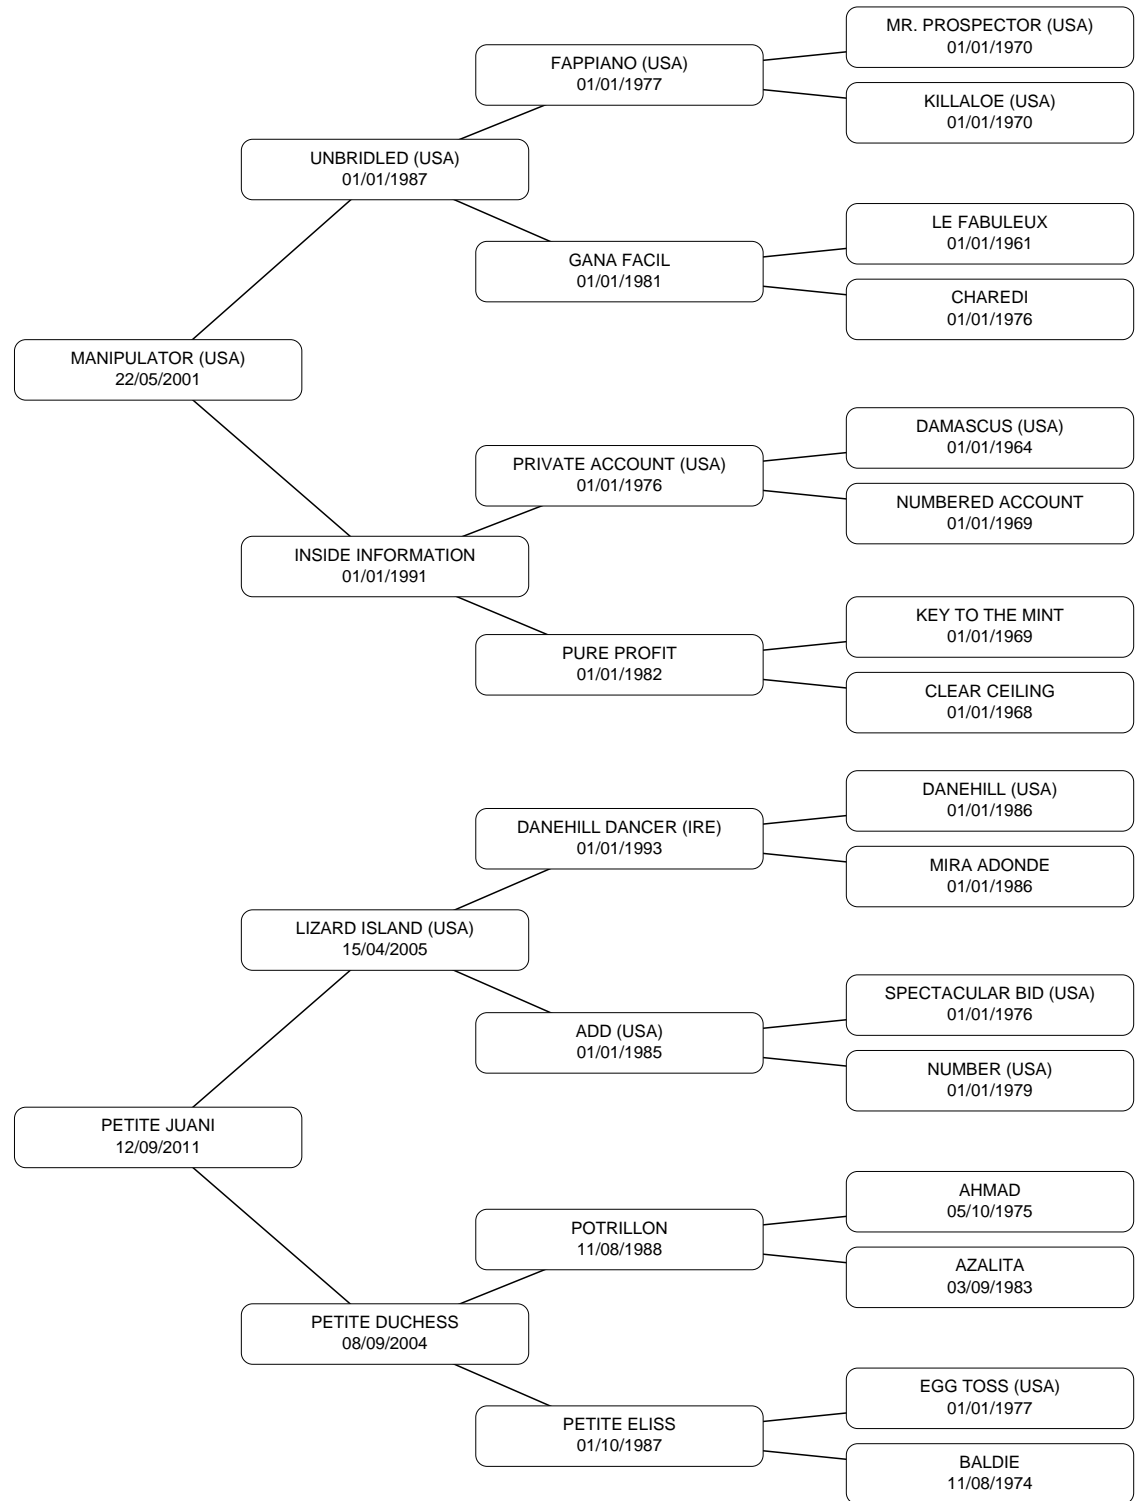 MR. PROSPECTOR (USA)
01/01/1970
FAPPIANO (USA)
01/01/1977
KILLALOE (USA)
01/01/1970
UNBRIDLED (USA)
01/01/1987
LE FABULEUX
01/01/1961
GANA FACIL
01/01/1981
CHAREDI
01/01/1976
MANIPULATOR (USA)
22/05/2001
DAMASCUS (USA)
01/01/1964
PRIVATE ACCOUNT (USA)
01/01/1976
NUMBERED ACCOUNT
01/01/1969
INSIDE INFORMATION
01/01/1991
KEY TO THE MINT
01/01/1969
PURE PROFIT
01/01/1982
CLEAR CEILING
01/01/1968
DANEHILL (USA)
01/01/1986
DANEHILL DANCER (IRE)
01/01/1993
MIRA ADONDE
01/01/1986
LIZARD ISLAND (USA)
15/04/2005
SPECTACULAR BID (USA)
01/01/1976
ADD (USA)
01/01/1985
NUMBER (USA)
01/01/1979
PETITE JUANI
12/09/2011
AHMAD
05/10/1975
POTRILLON
11/08/1988
AZALITA
03/09/1983
PETITE DUCHESS
08/09/2004
EGG TOSS (USA)
01/01/1977
PETITE ELISS
01/10/1987
BALDIE
11/08/1974